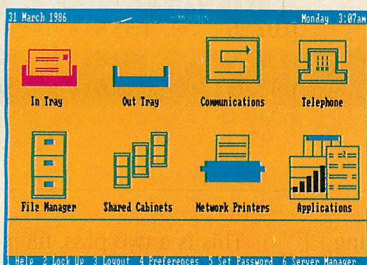 31 March 1986 Monday 3:07am
In Tray Out Tray Communications Telephone
File Manager Shared Cabinets Network Printers Applications
1 Help 2 Lock Up 3 Logout 4 Preferences 5 Set Password 6 Server Manager